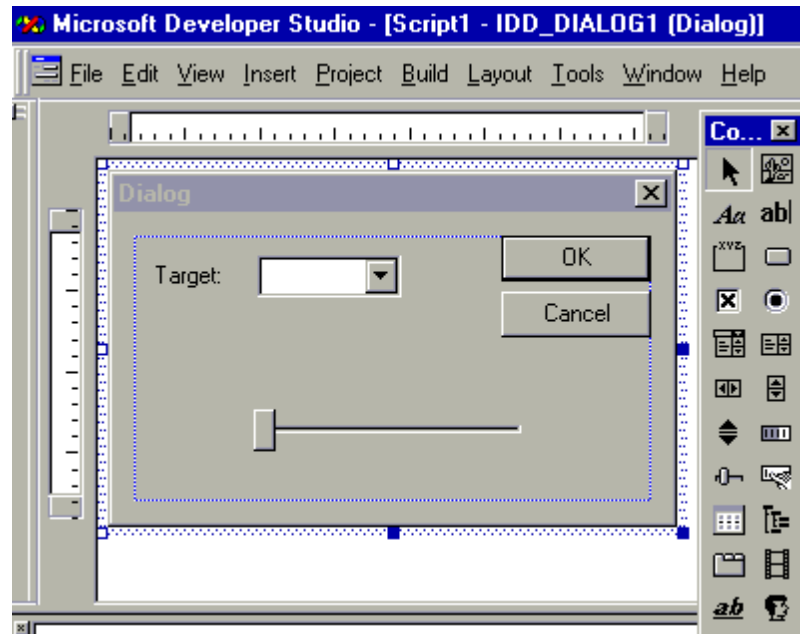 Microsoft Developer Studio - [Script1 - IDD_DIALOG1 (Dialog)]
File Edit View Insert Project Build Layout Tools Window Help
Co...
Dialog
Aa ab|
xyz
Target:
OK
Cancel
ab